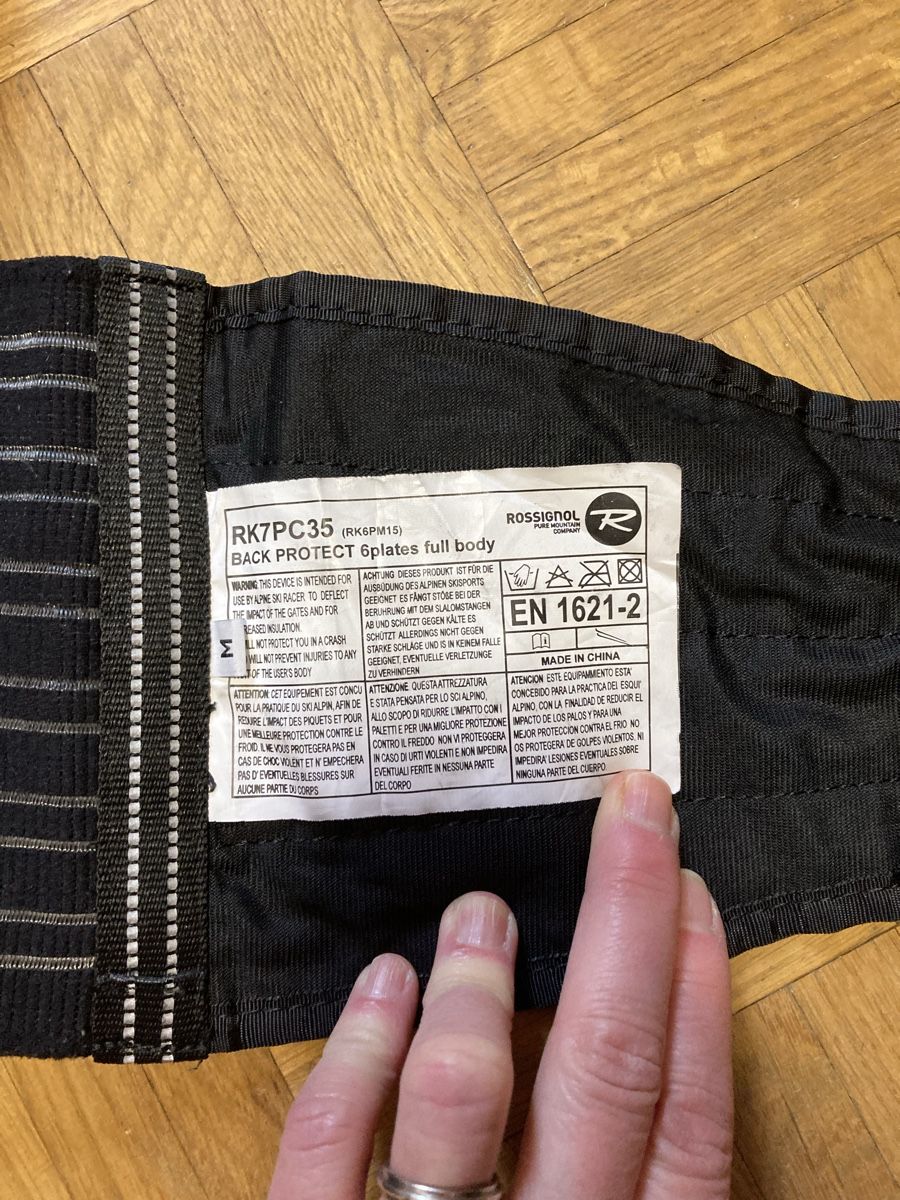 RK7PC35 (RK6PM15)
BACK PROTECT 6plates full body
ROSSIGNOL
PURE MOUNTAIN
COMPANY
R
WARNING: THIS DEVICE IS INTENDED FOR
USE BY ALPINE SKI RACER TO DEFLECT
THE IMPACT OF THE GATES AND FOR
REASED INSULATION.
ILL NOT PROTECT YOU IN A CRASH
WILL NOT PREVENT INJURIES TO ANY
OF THE USER'S BODY
M
ACHTUNG DIESES PRODUKT IST FÜR DIE
AUSBÜDUNG DES ALPINEN SKISPORTS
GEEIGNET ES FÄNGT STÖBE BEI DER
BERUHRUNG MIT DEM SLALOMSTANGEN
AB UND SCHÜTZT GEGEN KÄLTE ES
SCHÜTZT ALLERDINGS NICHT GEGEN
STARKE SCHLÄGE UND IS IN KEINEM FALLE
GEEIGNET, EVENTUELLE VERLETZUNGE
ZU VERHINDERN
EN 1621-2
MADE IN CHINA
ATTENTION: CET EQUIPEMENT EST CONCU
POUR LA PRATIQUE DU SKI ALPIN, AFIN DE
REDUIRE L'IMPACT DES PIQUETS ET POUR
UNE MEILLEURE PROTECTION CONTRE LE
FROID. IL NE VOUS PROTEGERA PAS EN
CAS DE CHOC VIOLENT ET N' EMPECHERA
PAS D' EVENTUELLES BLESSURES SUR
AUCUNE PARTIE DU CORPS
ATTENZIONE: QUESTA ATTREZZATURA
E STATA PENSATA PER LO SCI ALPINO,
ALLO SCOPO DI RIDURRE L'IMPATTO CON I
PALETTI E PER UNA MIGLIORE PROTEZIONE
CONTRO IL FREDDO NON VI PROTEGGERA
IN CASO DI URTI VIOLENTI E NON IMPEDIRA
EVENTUALI FERITE IN NESSUNA PARTE
DEL CORPO
ATENCION: ESTE EQUIPAMIENTO ESTA'
CONCEBIDO PARA LA PRACTICA DEL ESQUI'
ALPINO, CON LA FINALIDAD DE REDUCIR EL
IMPACTO DE LOS PALOS Y PARA UNA
MEJOR PROTECCION CONTRA EL FRIO NO
OS PROTEGERA DE GOLPES VIOLENTOS. NI
IMPEDIRA' LESIONES EVENTUALES SOBRE
NINGUNA PARTE DEL CUERPO.